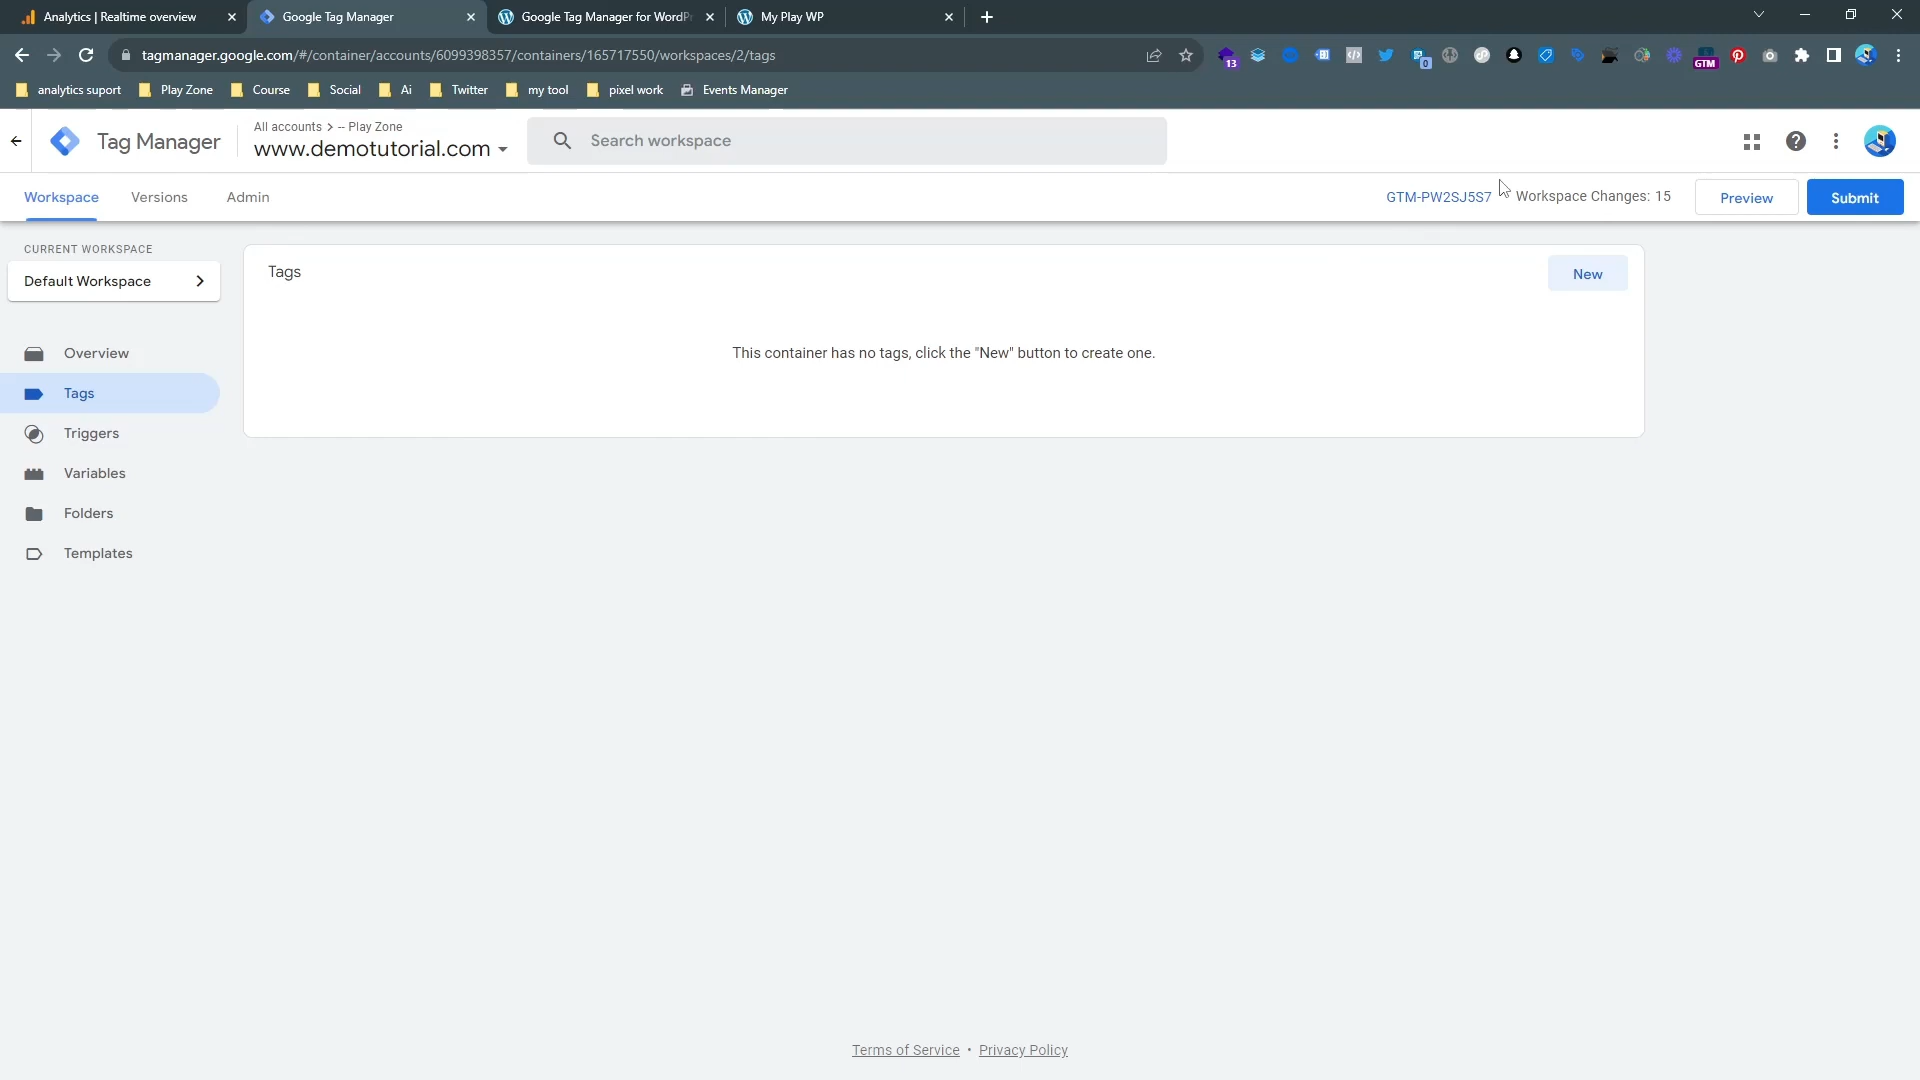 Analytics | Realtime overview
Google Tag Manager
Google Tag Manager for WordPr
My Play WP
tagmanager.google.com/#/container/accounts/6099398357/containers/165717550/workspaces/2/tags
13
0
GTM
analytics suport
Play Zone
Course
Social
Ai
Twitter
my tool
pixel work
Events Manager
Tag Manager
All accounts > -- Play Zone
www.demotutorial.com
Search workspace
Workspace
Versions
Admin
GTM-PW2SJ5S7
Workspace Changes: 15
Preview
Submit
CURRENT WORKSPACE
Default Workspace
Tags
New
This container has no tags, click the "New" button to create one.
Overview
Tags
Triggers
Variables
Folders
Templates
Terms of Service • Privacy Policy